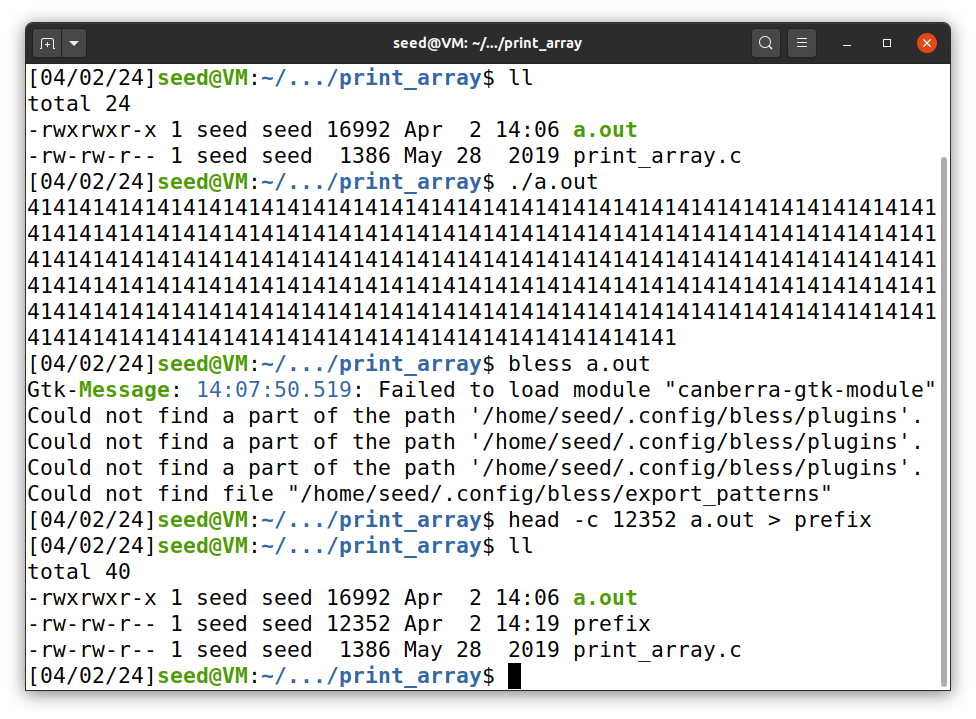 seed@VM: ~/.../print_array
[04/02/24]seed@VM:~/.../print_array$ ll
total 24
-rwxrwxr-x 1 seed seed 16992 Apr  2 14:06 a.out
-rw-rw-r-- 1 seed seed  1386 May 28  2019 print_array.c
[04/02/24]seed@VM:~/.../print_array$ ./a.out
4141414141414141414141414141414141414141414141414141414141414141414141
4141414141414141414141414141414141414141414141414141414141414141414141
4141414141414141414141414141414141414141414141414141414141414141414141
4141414141414141414141414141414141414141414141414141414141414141414141
4141414141414141414141414141414141414141414141414141414141414141414141
41414141414141414141414141414141414141414141414141
[04/02/24]seed@VM:~/.../print_array$ bless a.out
Gtk-Message: 14:07:50.519: Failed to load module "canberra-gtk-module"
Could not find a part of the path '/home/seed/.config/bless/plugins'.
Could not find a part of the path '/home/seed/.config/bless/plugins'.
Could not find a part of the path '/home/seed/.config/bless/plugins'.
Could not find file "/home/seed/.config/bless/export_patterns"
[04/02/24]seed@VM:~/.../print_array$ head -c 12352 a.out > prefix
[04/02/24]seed@VM:~/.../print_array$ ll
total 40
-rwxrwxr-x 1 seed seed 16992 Apr  2 14:06 a.out
-rw-rw-r-- 1 seed seed 12352 Apr  2 14:19 prefix
-rw-rw-r-- 1 seed seed  1386 May 28  2019 print_array.c
[04/02/24]seed@VM:~/.../print_array$